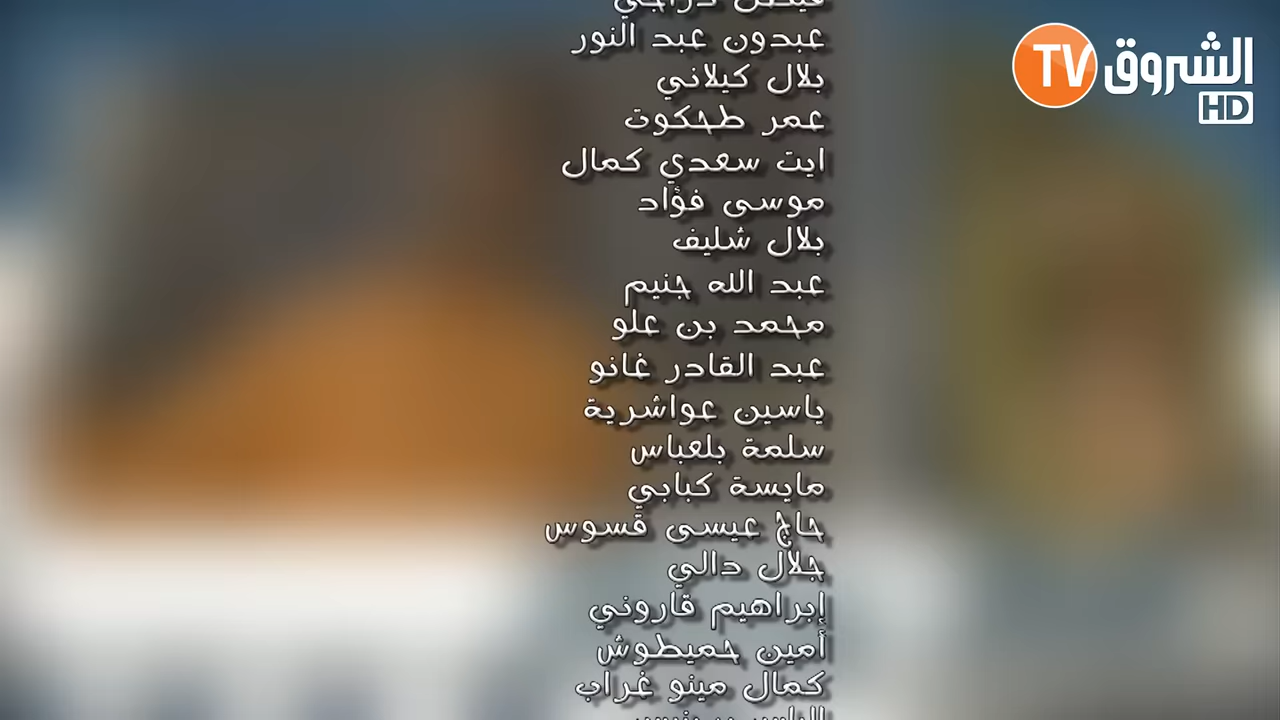 فيصل دراجي
عبدون عبد النور
بلال كيلاني
عمر طحكوت
ايت سعدي كمال
موسى فؤاد
بلال شليف
عبد الله جنيم
محمد بن علو
عبد القادر غانو
ياسين عواشرية
سلمة بلعباس
مايسة كبابي
حاج عيسى قسوس
جلال دالي
إبراهيم قاروني
أمين حميطوش
كمال مينو غراب
الشروق TV
HD